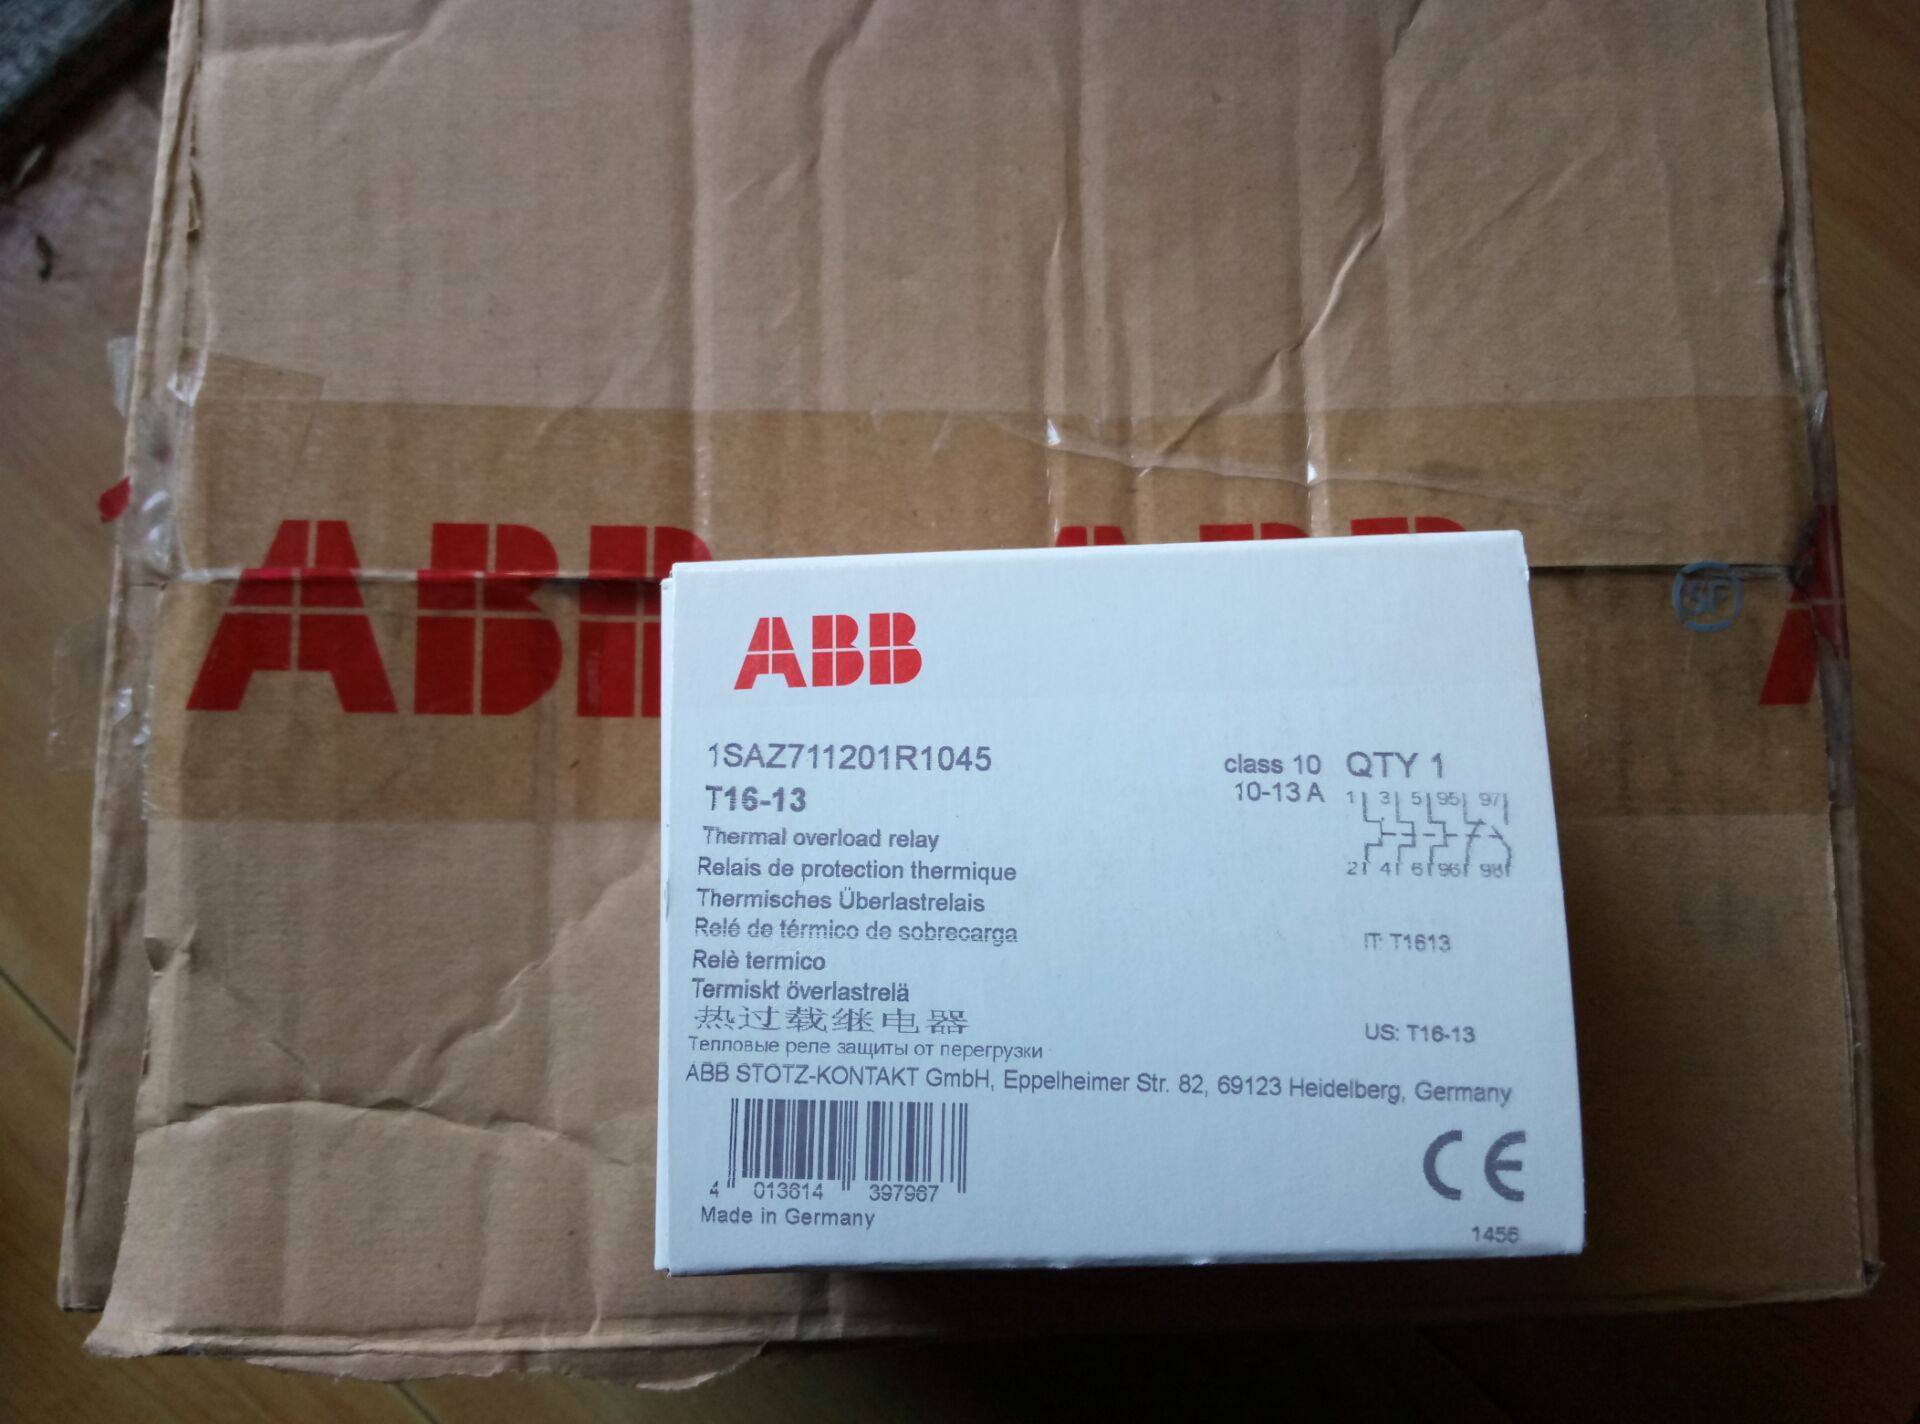 ABB
ABB
1SAZ711201R1045
class 10 QTY 1
T16-13
10-13 A
1 3 5 95 97
Thermal overload relay
2 4 6 96 98
Relais de protection thermique
Thermisches Überlastrelais
Relé de térmico de sobrecarga
IT: T1613
Relè termico
Termiskt överlastrelä
热过载继电器
US: T16-13
Тепловые реле защиты от перегрузки
ABB STOTZ-KONTAKT GmbH, Eppelheimer Str. 82, 69123 Heidelberg, Germany
CE
4 013614 397967
Made in Germany
1456